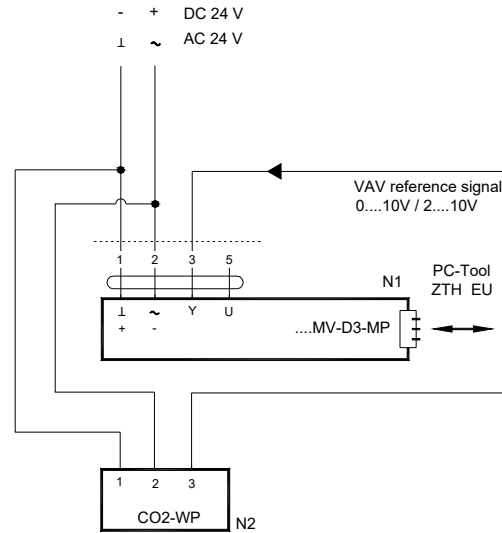 - + DC 24 V
⊥ ~ AC 24 V
VAV reference signal
0....10V / 2....10V
1 2 3 5
N1
PC-Tool
ZTH EU
⊥ ~ Y U
+ -
....MV-D3-MP
1 2 3
CO2-WP
N2